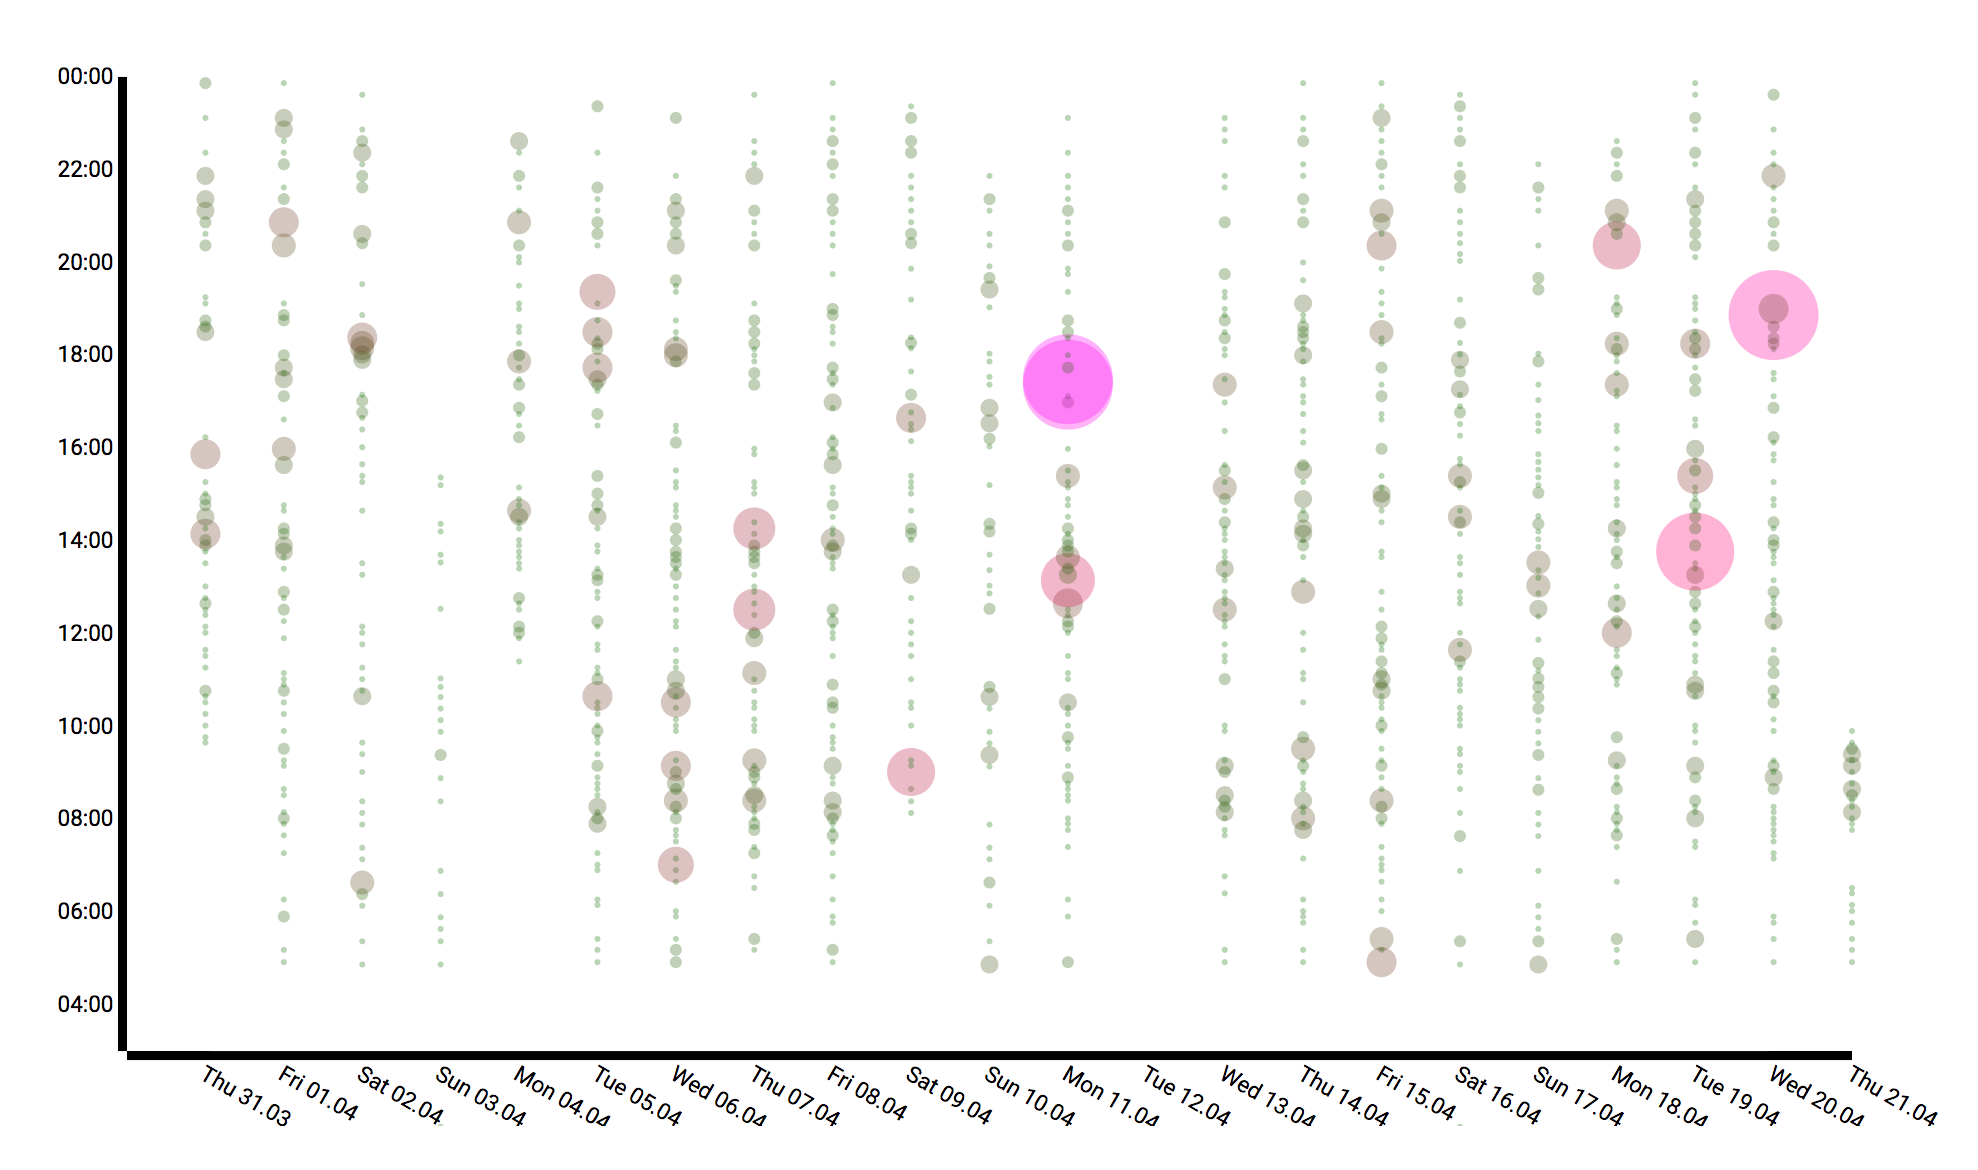 00:00
22:00
20:00
18:00
16:00
14:00
12:00
10:00
08:00
06:00
04:00
Thu 31.03
Fri 01.04
Sat 02.04
Sun 03.04
Mon 04.04
Tue 05.04
Wed 06.04
Thu 07.04
Fri 08.04
Sat 09.04
Sun 10.04
Mon 11.04
Tue 12.04
Wed 13.04
Thu 14.04
Fri 15.04
Sat 16.04
Sun 17.04
Mon 18.04
Tue 19.04
Wed 20.04
Thu 21.04